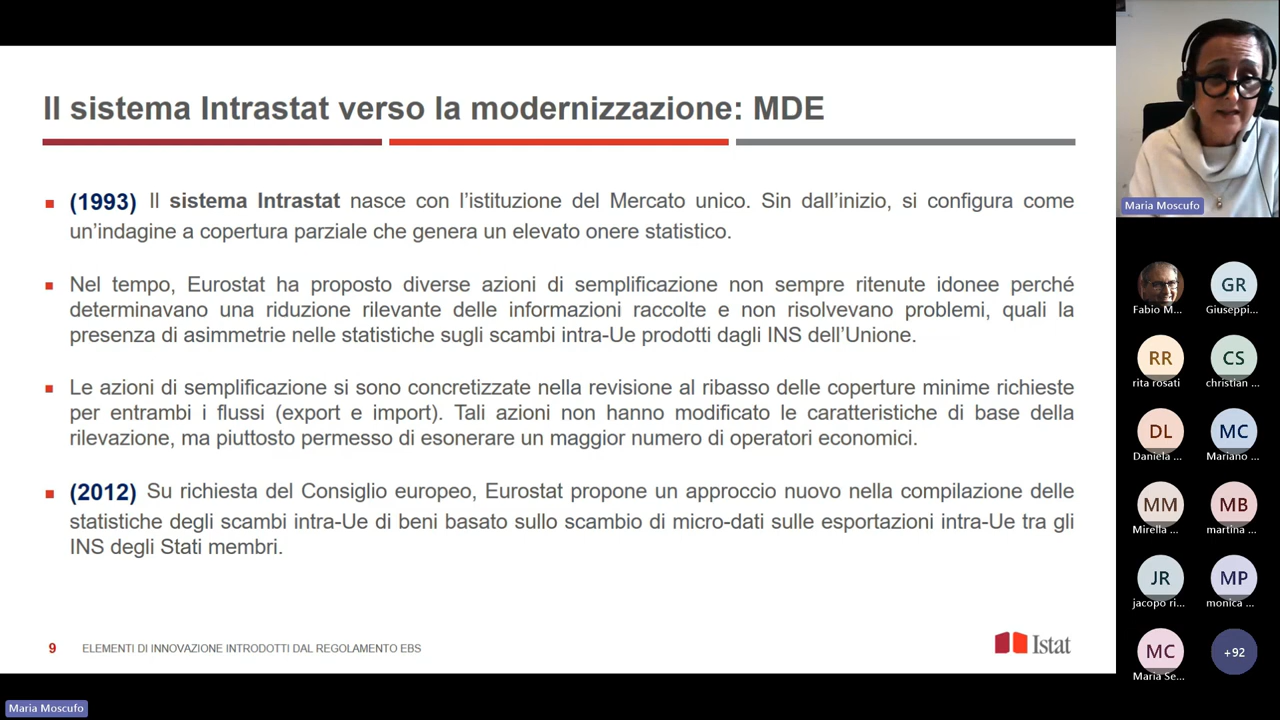 Il sistema Intrastat verso la modernizzazione: MDE
(1993) Il sistema Intrastat nasce con l’istituzione del Mercato unico. Sin dall’inizio, si configura come
un’indagine a copertura parziale che genera un elevato onere statistico.
Nel tempo, Eurostat ha proposto diverse azioni di semplificazione non sempre ritenute idonee perché
determinavano una riduzione rilevante delle informazioni raccolte e non risolvevano problemi, quali la
presenza di asimmetrie nelle statistiche sugli scambi intra-Ue prodotti dagli INS dell’Unione.
Le azioni di semplificazione si sono concretizzate nella revisione al ribasso delle coperture minime richieste
per entrambi i flussi (export e import). Tali azioni non hanno modificato le caratteristiche di base della
rilevazione, ma piuttosto permesso di esonerare un maggior numero di operatori economici.
(2012) Su richiesta del Consiglio europeo, Eurostat propone un approccio nuovo nella compilazione delle
statistiche degli scambi intra-Ue di beni basato sullo scambio di micro-dati sulle esportazioni intra-Ue tra gli
INS degli Stati membri.
9 ELEMENTI DI INNOVAZIONE INTRODOTTI DAL REGOLAMENTO EBS
Istat
Maria Moscufo
Maria Moscufo
GR
Fabio M...
Giuseppi...
RR
CS
rita rosati
christian ...
DL
MC
Daniela ...
Mariano ...
MM
MB
Mirella ...
martina ...
JR
MP
jacopo ri...
monica ...
MC
+92
Maria Se...